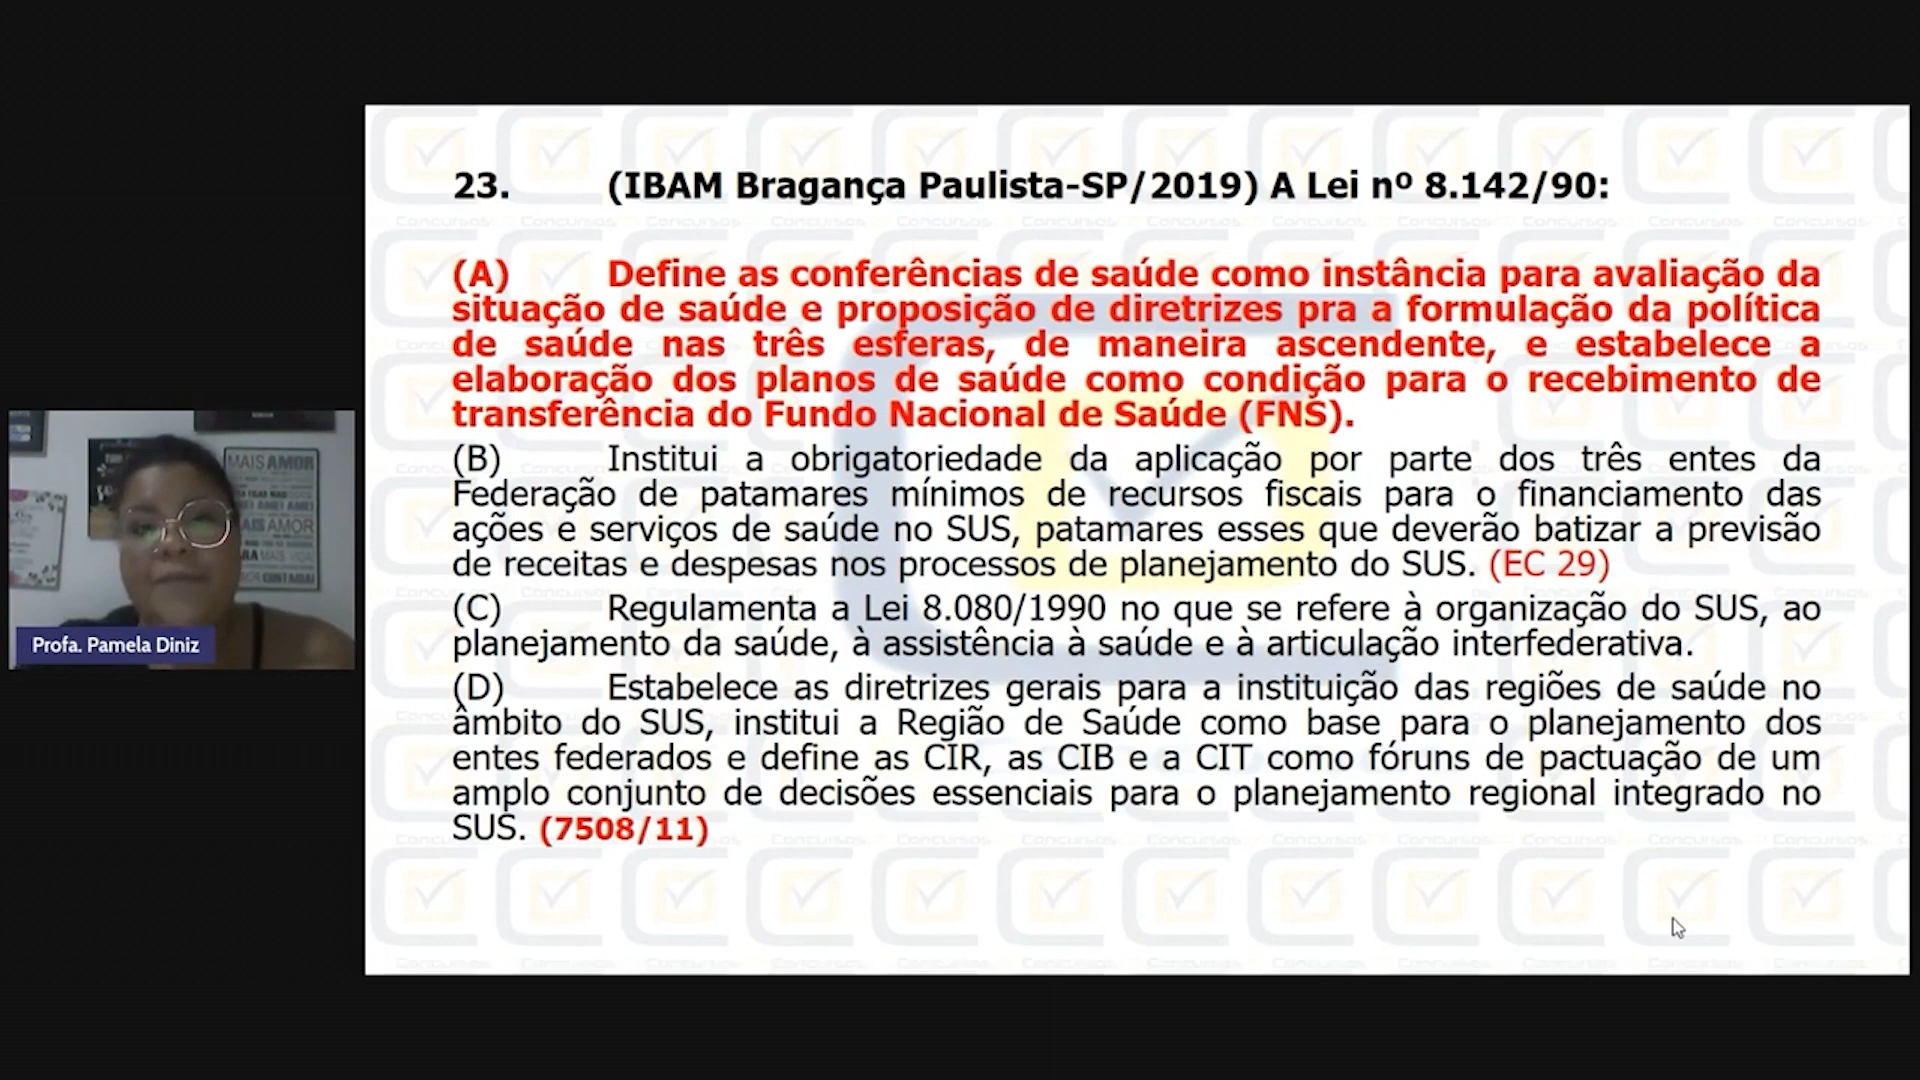 23. (IBAM Bragança Paulista-SP/2019) A Lei nº 8.142/90:
(A) Define as conferências de saúde como instância para avaliação da
situação de saúde e proposição de diretrizes pra a formulação da política
de saúde nas três esferas, de maneira ascendente, e estabelece a
elaboração dos planos de saúde como condição para o recebimento de
transferência do Fundo Nacional de Saúde (FNS).
(B) Institui a obrigatoriedade da aplicação por parte dos três entes da
Federação de patamares mínimos de recursos fiscais para o financiamento das
ações e serviços de saúde no SUS, patamares esses que deverão batizar a previsão
de receitas e despesas nos processos de planejamento do SUS. (EC 29)
(C) Regulamenta a Lei 8.080/1990 no que se refere à organização do SUS, ao
planejamento da saúde, à assistência à saúde e à articulação interfederativa.
(D) Estabelece as diretrizes gerais para a instituição das regiões de saúde no
âmbito do SUS, institui a Região de Saúde como base para o planejamento dos
entes federados e define as CIR, as CIB e a CIT como fóruns de pactuação de um
amplo conjunto de decisões essenciais para o planejamento regional integrado no
SUS. (7508/11)
MAIS AMOR
Profa. Pamela Diniz